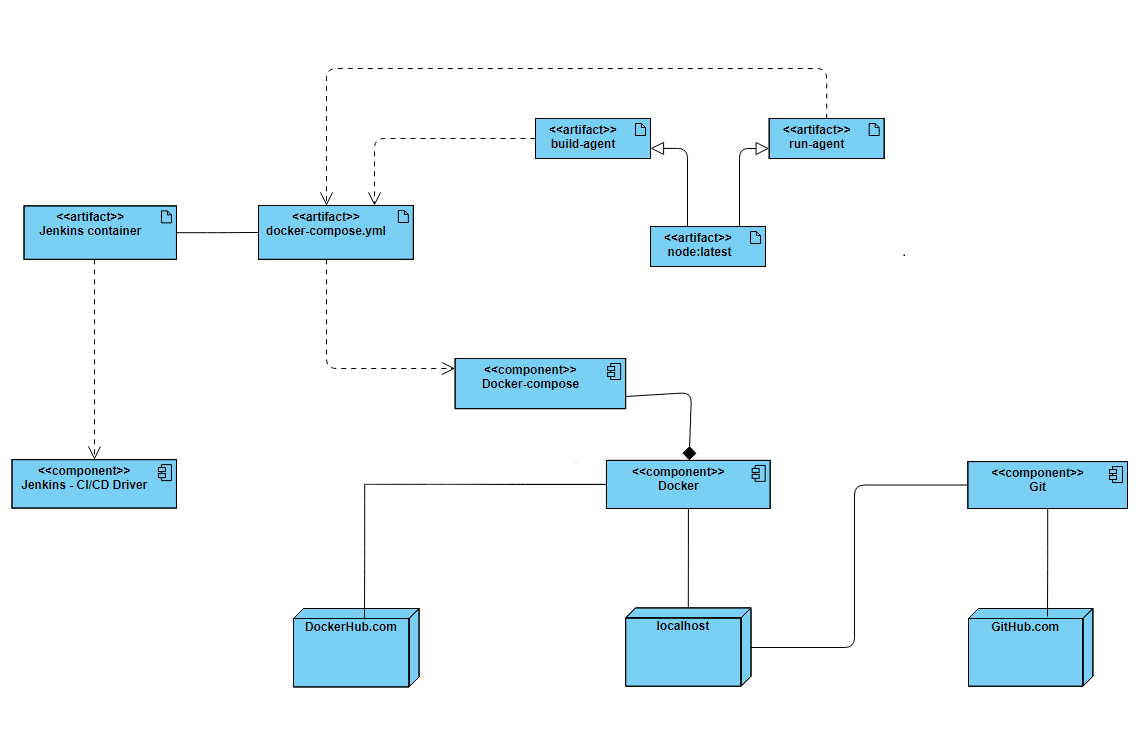 <<artifact>>
build-agent
<<artifact>>
run-agent
<<artifact>>
Jenkins container
<<artifact>>
docker-compose.yml
<<artifact>>
node:latest
<<component>>
Docker-compose
<<component>>
Jenkins - CI/CD Driver
<<component>>
Docker
<<component>>
Git
DockerHub.com
localhost
GitHub.com